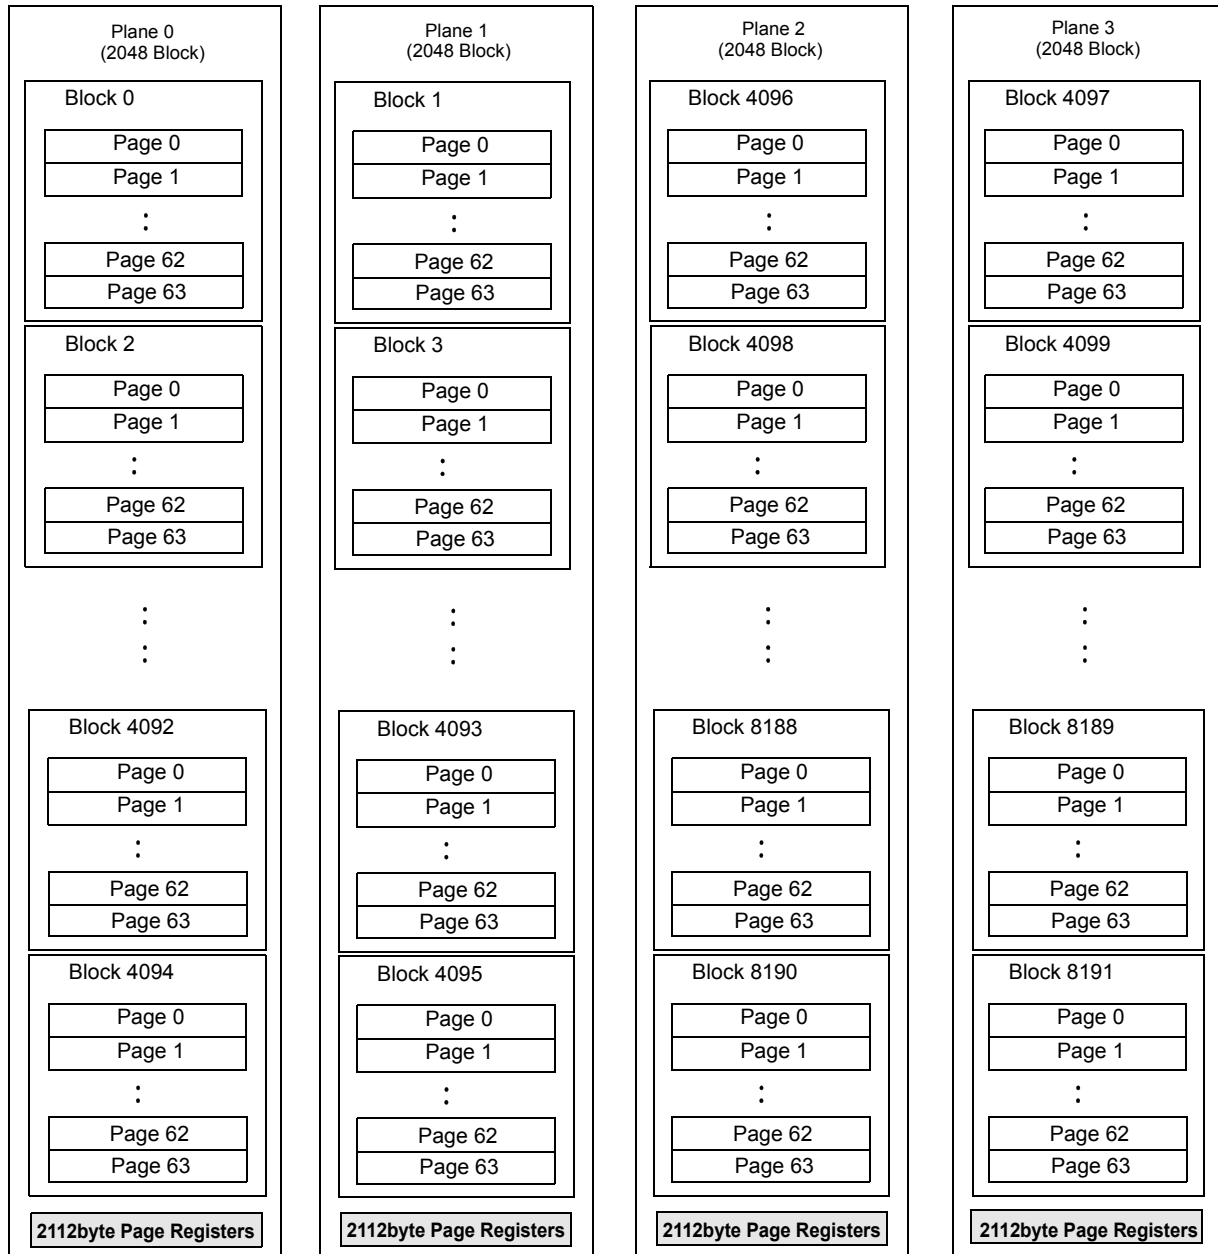 Plane 0
(2048 Block)
Block 0
Page 0
Page 1
Page 62
Page 63
Block 2
Page 0
Page 1
Page 62
Page 63
Block 4092
Page 0
Page 1
Page 62
Page 63
Block 4094
Page 0
Page 1
Page 62
Page 63
2112byte Page Registers
Plane 1
(2048 Block)
Block 1
Page 0
Page 1
Page 62
Page 63
Block 3
Page 0
Page 1
Page 62
Page 63
Block 4093
Page 0
Page 1
Page 62
Page 63
Block 4095
Page 0
Page 1
Page 62
Page 63
2112byte Page Registers
Plane 2
(2048 Block)
Block 4096
Page 0
Page 1
Page 62
Page 63
Block 4098
Page 0
Page 1
Page 62
Page 63
Block 8188
Page 0
Page 1
Page 62
Page 63
Block 8190
Page 0
Page 1
Page 62
Page 63
2112byte Page Registers
Plane 3
(2048 Block)
Block 4097
Page 0
Page 1
Page 62
Page 63
Block 4099
Page 0
Page 1
Page 62
Page 63
Block 8189
Page 0
Page 1
Page 62
Page 63
Block 8191
Page 0
Page 1
Page 62
Page 63
2112byte Page Registers